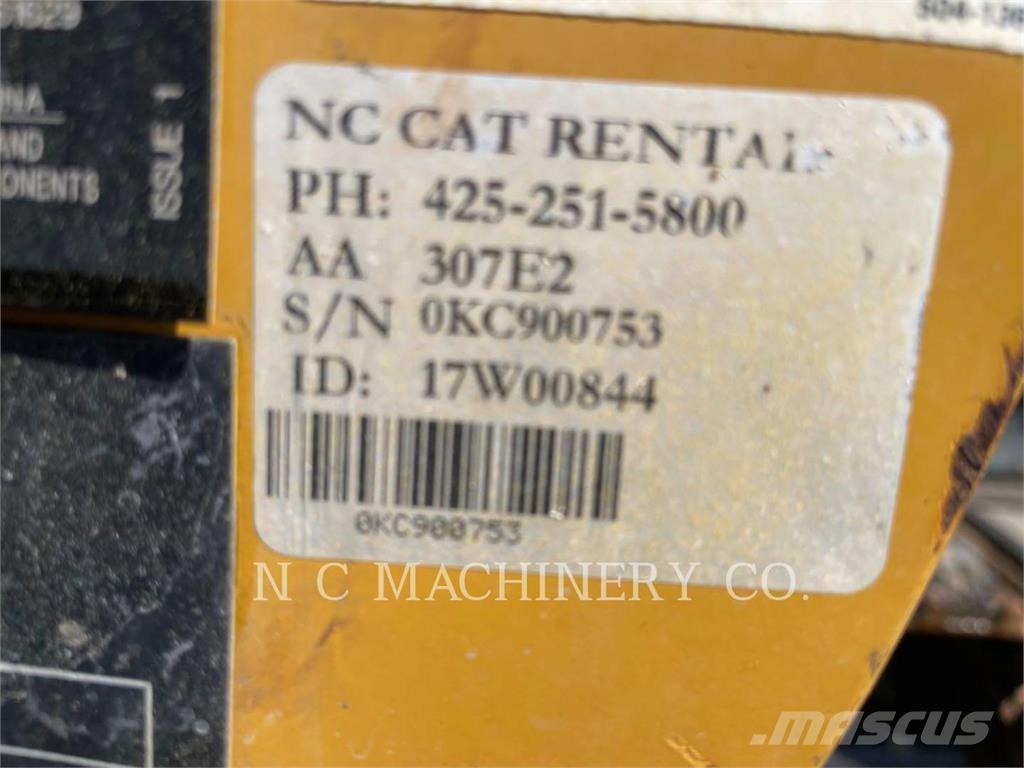 ISSUE 1
AND
NC CAT RENTAL
PH: 425-251-5800
AA 307E2
S/N 0KC900753
ID: 17W00844
0KC900753
N C MACHINERY CO.
MASCUS